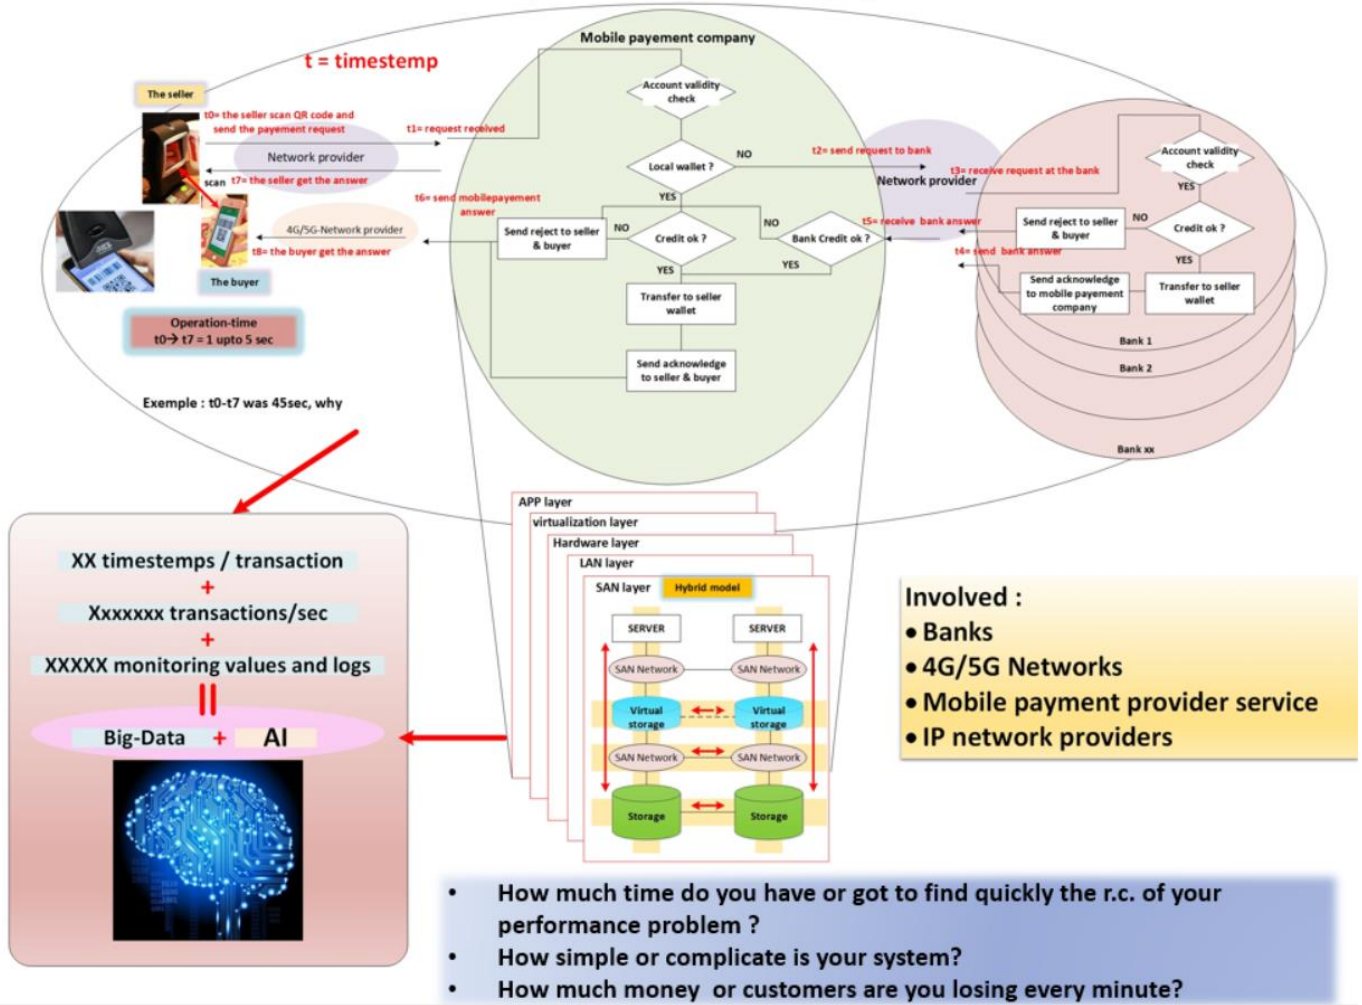 Mobile payement company
t = timestemp
The seller
t0= the seller scan QR code and
send the payement request
t1= request received
Network provider
scan
t7= the seller get the answer
t6= send mobilepayement
answer
4G/5G-Network provider
t8= the buyer get the answer
The buyer
Operation-time
t0→ t7 = 1 upto 5 sec
Exemple : t0-t7 was 45sec, why
Account validity
check
Local wallet ?
NO
YES
Send reject to seller
& buyer
NO
Credit ok ?
NO
Bank Credit ok ?
YES
YES
Transfer to seller
wallet
Send acknowledge
to seller & buyer
t2= send request to bank
Network provider
t3= receive request at the bank
t5= receive bank answer
t4= send bank answer
Account validity
check
YES
Send reject to seller
& buyer
NO
Credit ok ?
YES
Send acknowledge
to mobile payement
company
Transfer to seller
wallet
Bank 1
Bank 2
Bank xx
XX timestemps / transaction
+
Xxxxxxx transactions/sec
+
XXXXX monitoring values and logs
Big-Data + AI
APP layer
virtualization layer
Hardware layer
LAN layer
SAN layer
Hybrid model
SERVER
SERVER
SAN Network
SAN Network
Virtual
storage
Virtual
storage
SAN Network
SAN Network
Storage
Storage
Involved :
• Banks
• 4G/5G Networks
• Mobile payment provider service
• IP network providers
• How much time do you have or got to find quickly the r.c. of your
performance problem ?
• How simple or complicate is your system?
• How much money or customers are you losing every minute?